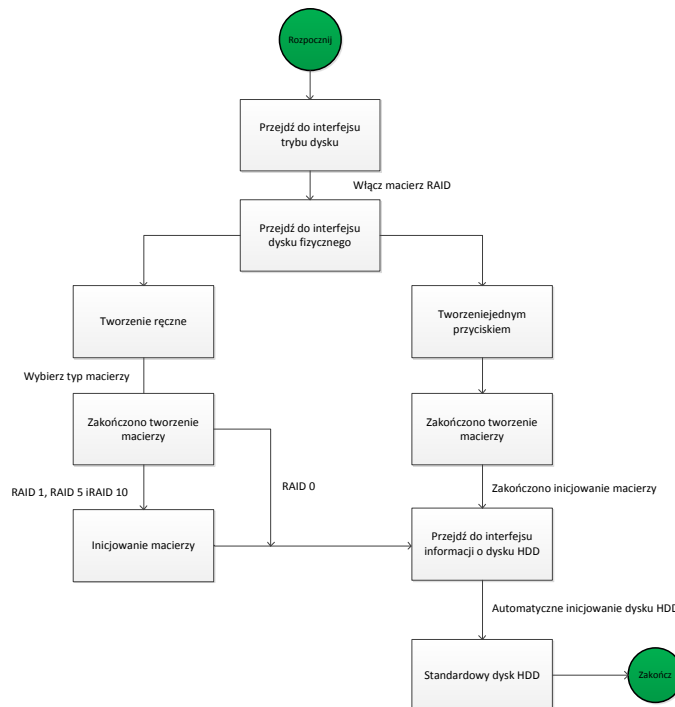 Rozpocznij
Przejdź do interfejsu
trybu dysku
Włącz macierz RAID
Przejdź do interfejsu
dysku fizycznego
Tworzenie ręczne
Tworzeniejednym
przyciskiem
Wybierz typ macierzy
Zakończono tworzenie
macierzy
Zakończono tworzenie
macierzy
RAID 0
RAID 1, RAID 5 iRAID 10
Zakończono inicjowanie macierzy
Inicjowanie macierzy
Przejdź do interfejsu
informacji o dysku HDD
Automatyczne inicjowanie dysku HDD
Standardowy dysk HDD
Zakończ